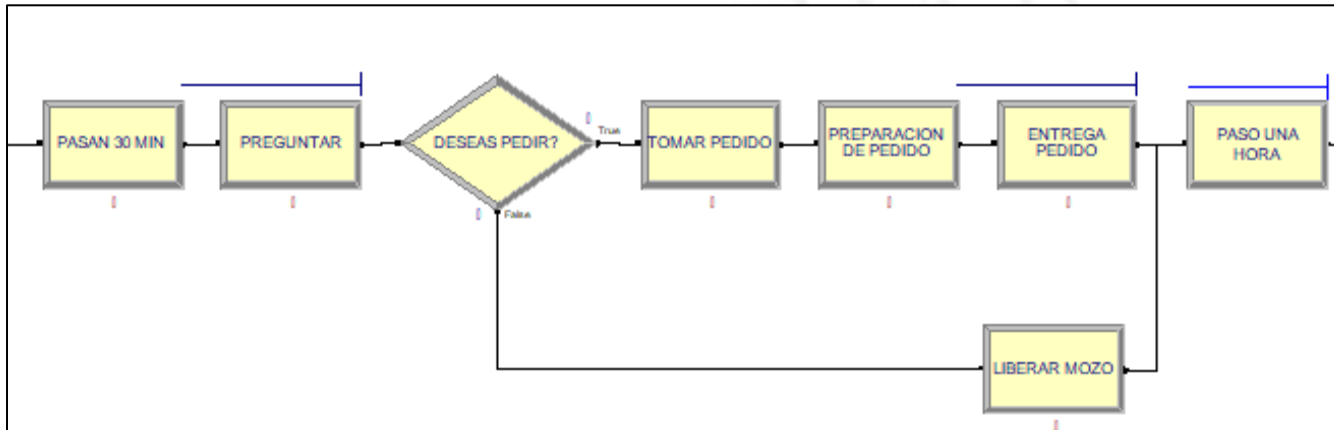 PASAN 30 MIN
PREGUNTAR
DESEAS PEDIR?
True
False
TOMAR PEDIDO
PREPARACION
DE PEDIDO
ENTREGA
PEDIDO
PASO UNA
HORA
LIBERAR MOZO